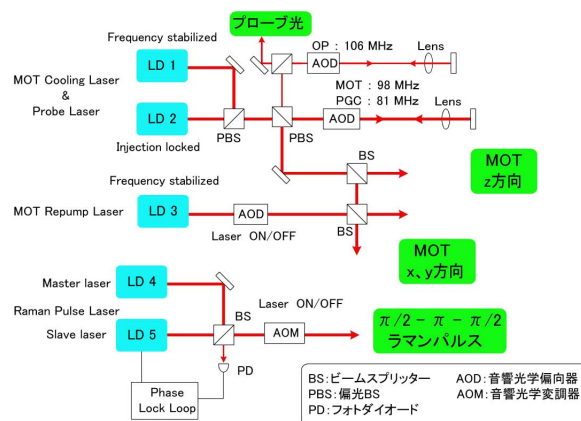 プローブ光
Frequency stabilized
OP : 106 MHz
Lens
LD 1
AOD
MOT Cooling Laser
&
Probe Laser
MOT : 98 MHz
PGC : 81 MHz
Lens
LD 2
AOD
PBS
PBS
Injection locked
BS
MOT
z方向
Frequency stabilized
MOT Repump Laser
LD 3
AOD
BS
Laser ON/OFF
MOT
x、y方向
Master laser
LD 4
Laser ON/OFF
Raman Pulse Laser
BS
π/2 - π - π/2
ラマンパルス
Slave laser
LD 5
AOM
PD
Phase
Lock Loop
BS:ビームスプリッター
AOD:音響光学偏向器
PBS:偏光BS
AOM:音響光学変調器
PD:フォトダイオード